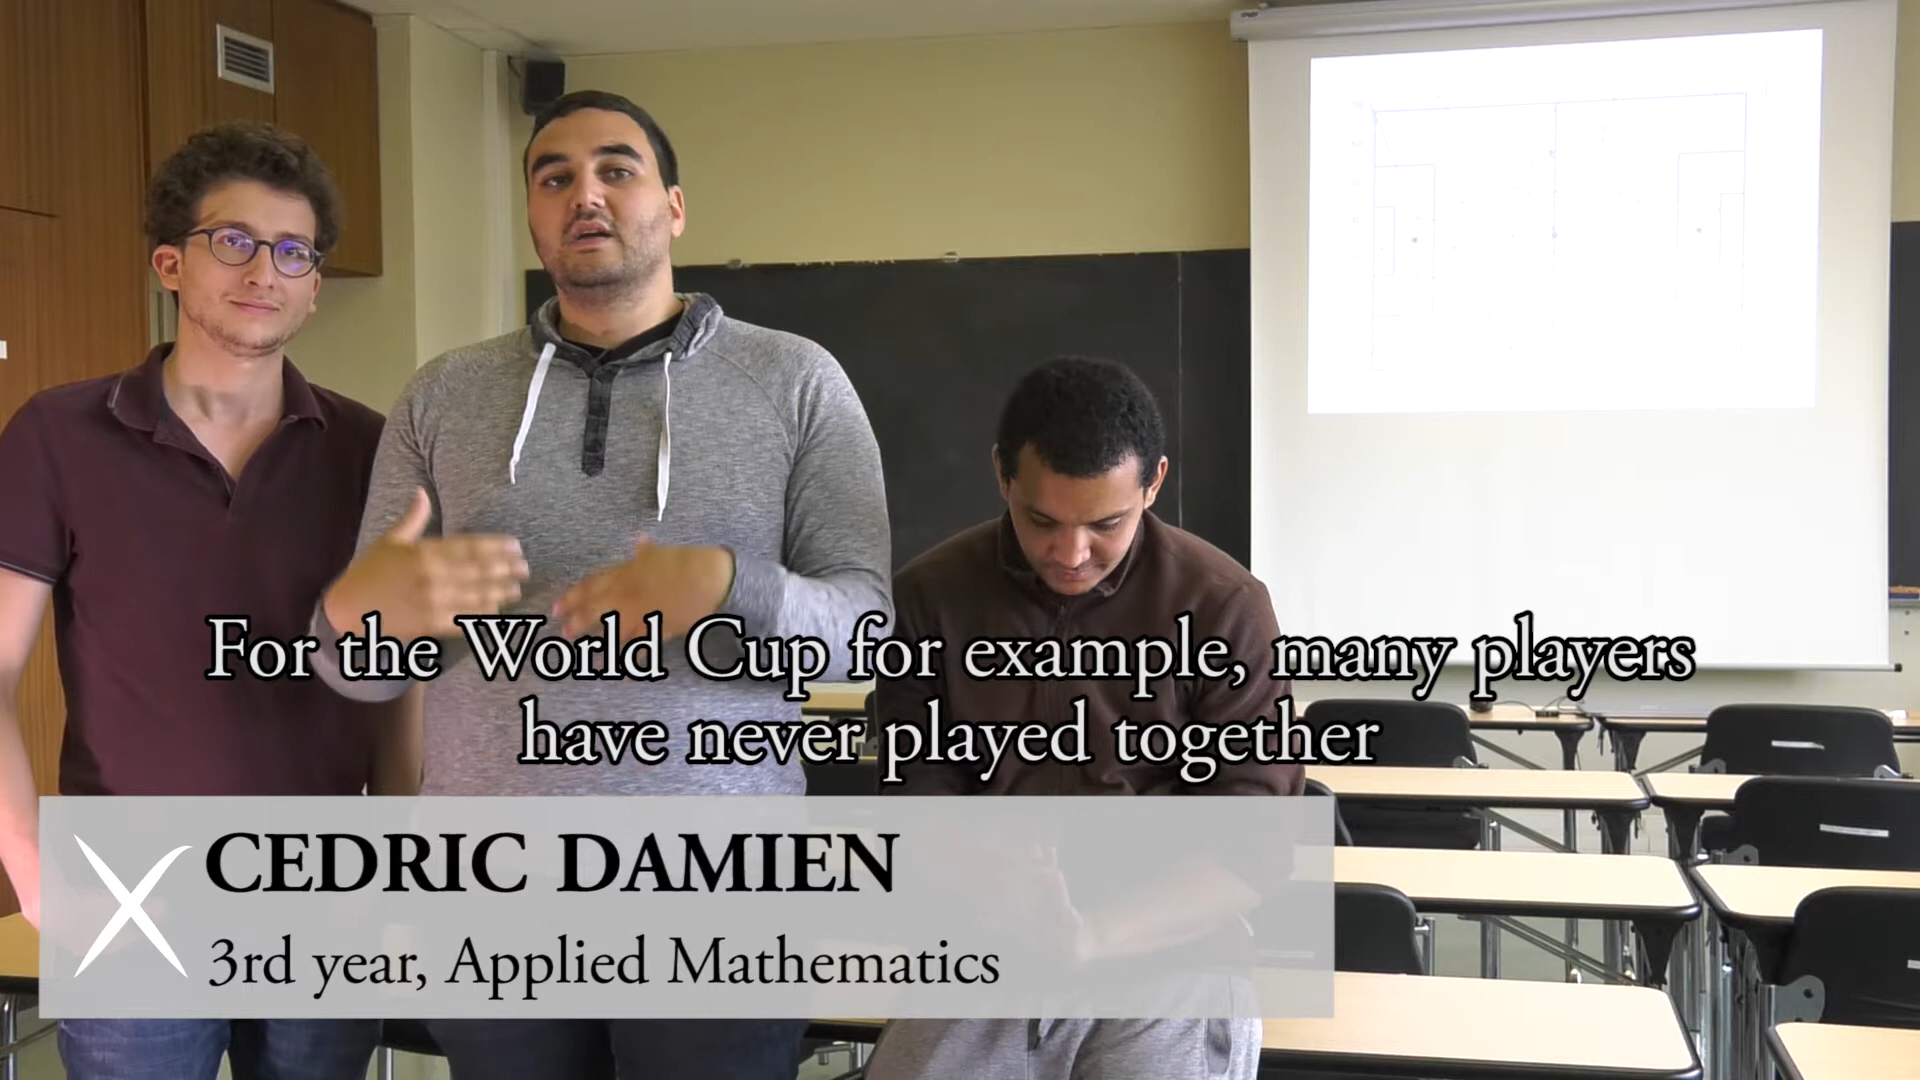 For the World Cup for example, many players
have never played together
CEDRIC DAMIEN
3rd year, Applied Mathematics